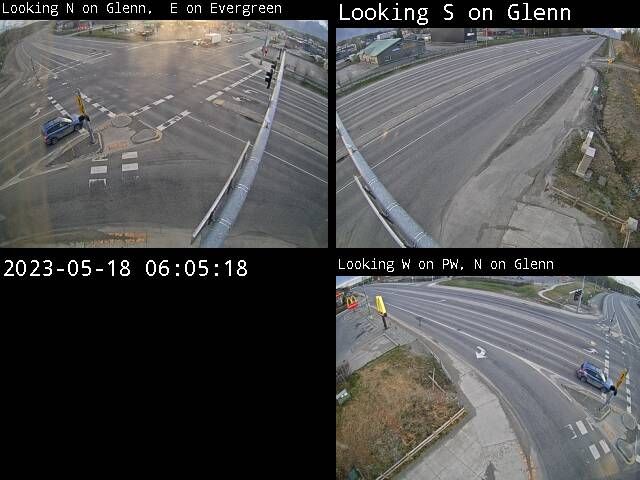 Looking N on Glenn,  E on Evergreen
Looking S on Glenn
2023-05-18 06:05:18
Looking W on PW, N on Glenn